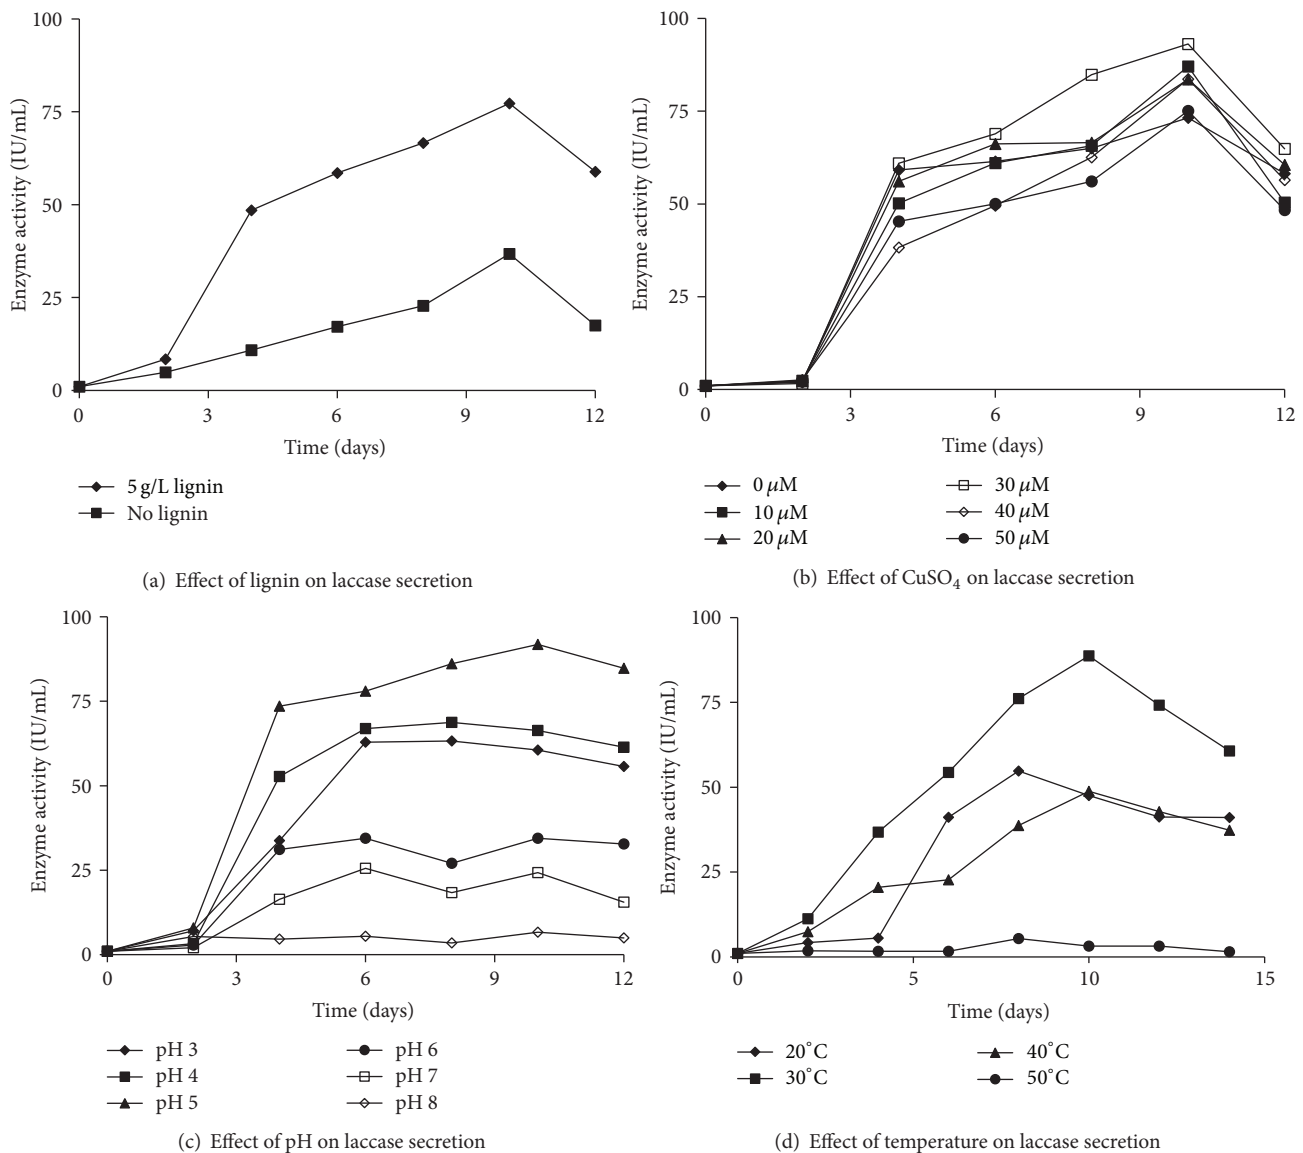 100
75
50
25
0
Enzyme activity (IU/mL)
0 3 6 9 12
Time (days)
5 g/L lignin
No lignin
(a) Effect of lignin on laccase secretion
100
75
50
25
0
Enzyme activity (IU/mL)
0 3 6 9 12
Time (days)
0 μM
10 μM
20 μM
30 μM
40 μM
50 μM
(b) Effect of CuSO₄ on laccase secretion
100
75
50
25
0
Enzyme activity (IU/mL)
0 3 6 9 12
Time (days)
pH 3
pH 4
pH 5
pH 6
pH 7
pH 8
(c) Effect of pH on laccase secretion
100
75
50
25
0
Enzyme activity (IU/mL)
0 5 10 15
Time (days)
20°C
30°C
40°C
50°C
(d) Effect of temperature on laccase secretion